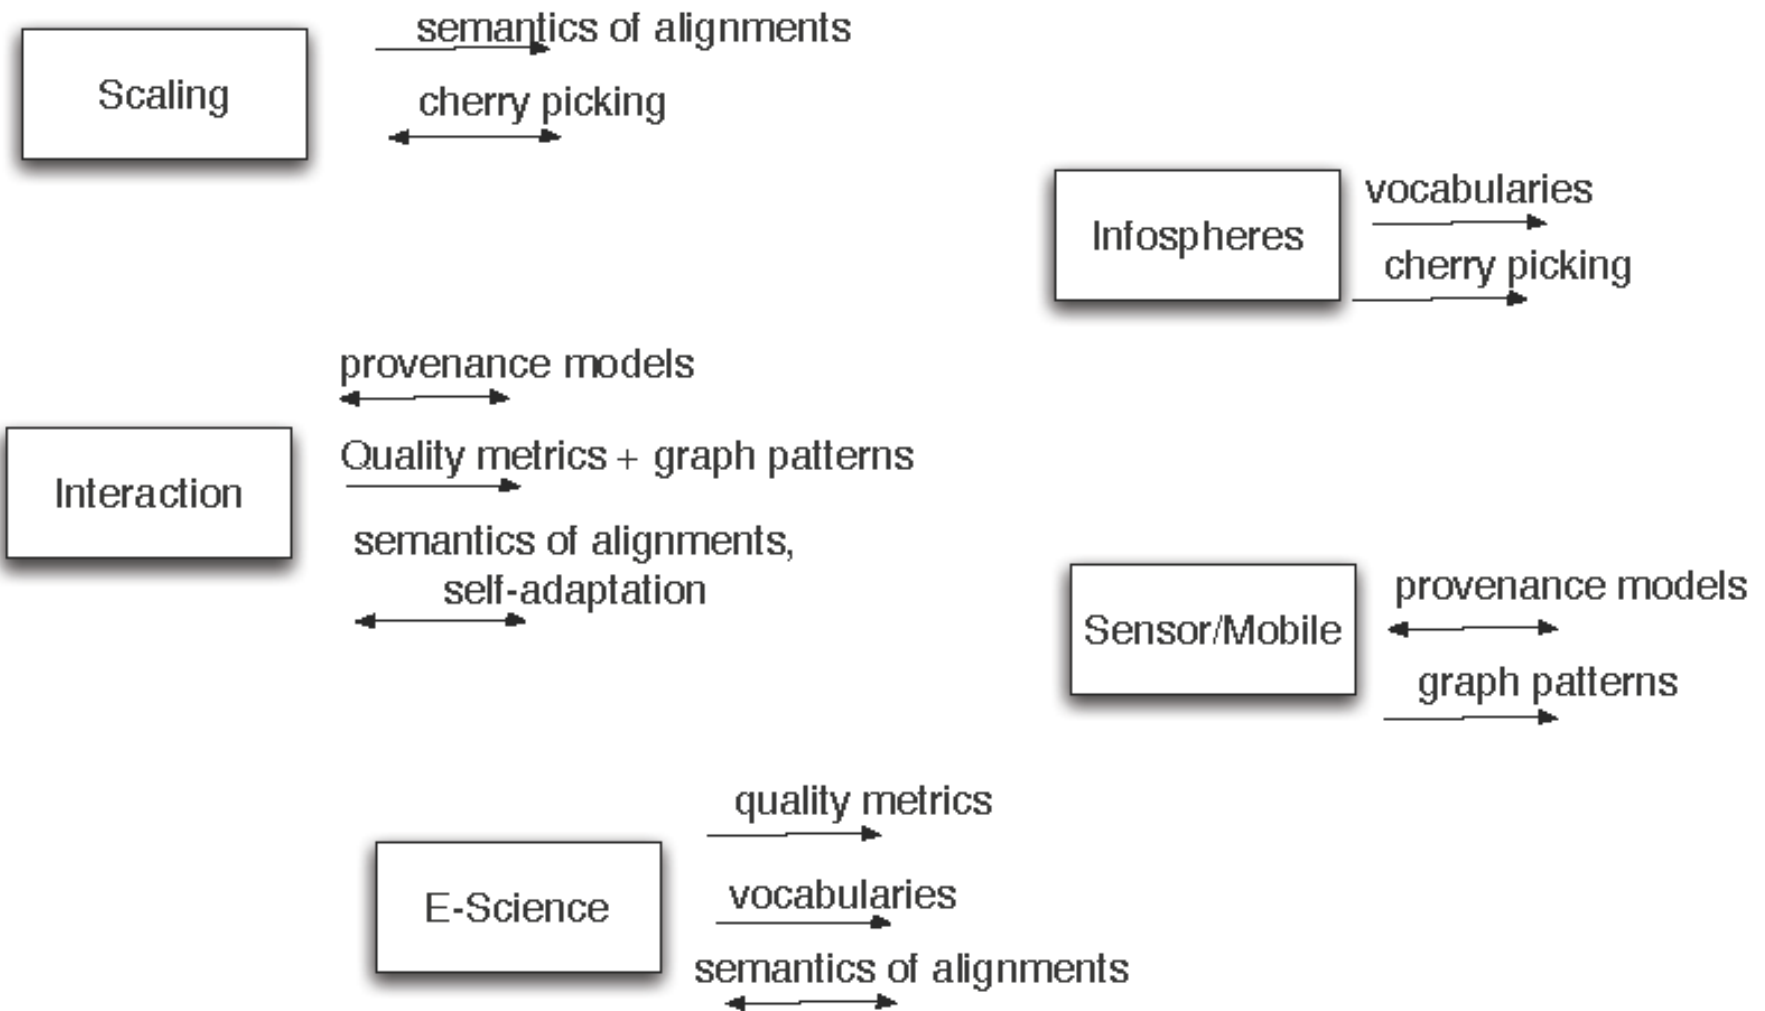 Scaling
semantics of alignments
cherry picking
Infospheres
vocabularies
cherry picking
Interaction
provenance models
Quality metrics + graph patterns
semantics of alignments,
self-adaptation
Sensor/Mobile
provenance models
graph patterns
E-Science
quality metrics
vocabularies
semantics of alignments